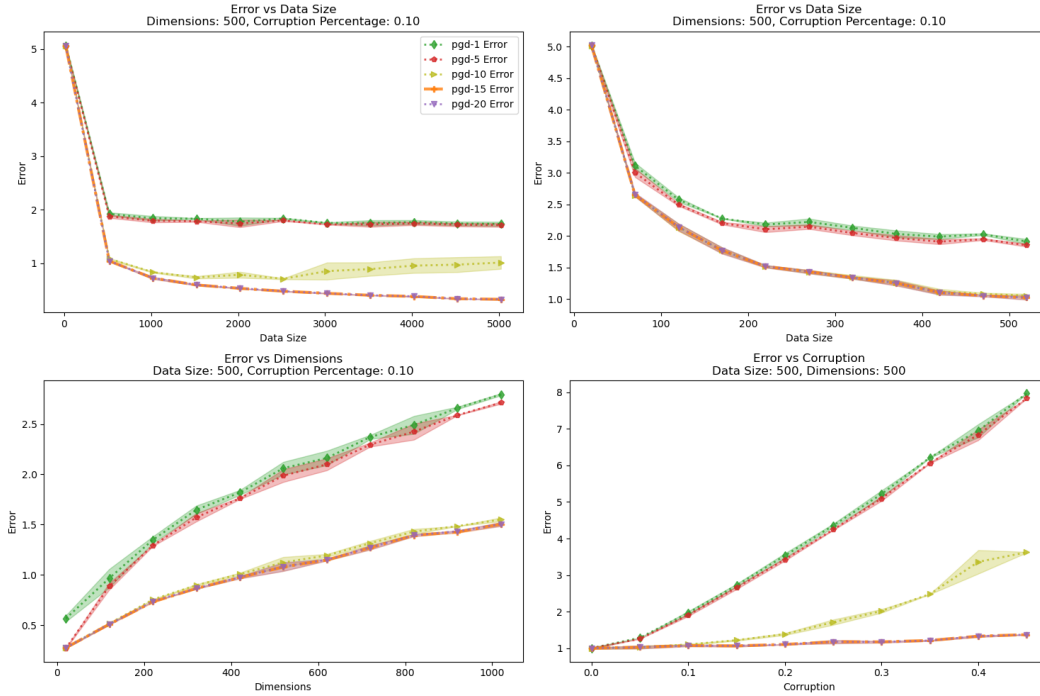 Error vs Data Size
Dimensions: 500, Corruption Percentage: 0.10
5
4
3
2
1
Error
0
1000
2000
3000
4000
5000
Data Size
pgd-1 Error
pgd-5 Error
pgd-10 Error
pgd-15 Error
pgd-20 Error
Error vs Data Size
Dimensions: 500, Corruption Percentage: 0.10
5.0
4.5
4.0
3.5
3.0
2.5
2.0
1.5
1.0
Error
0
100
200
300
400
500
Data Size
Error vs Dimensions
Data Size: 500, Corruption Percentage: 0.10
2.5
2.0
1.5
1.0
0.5
Error
0
200
400
600
800
1000
Dimensions
Error vs Corruption
Data Size: 500, Dimensions: 500
8
7
6
5
4
3
2
1
Error
0.0
0.1
0.2
0.3
0.4
Corruption